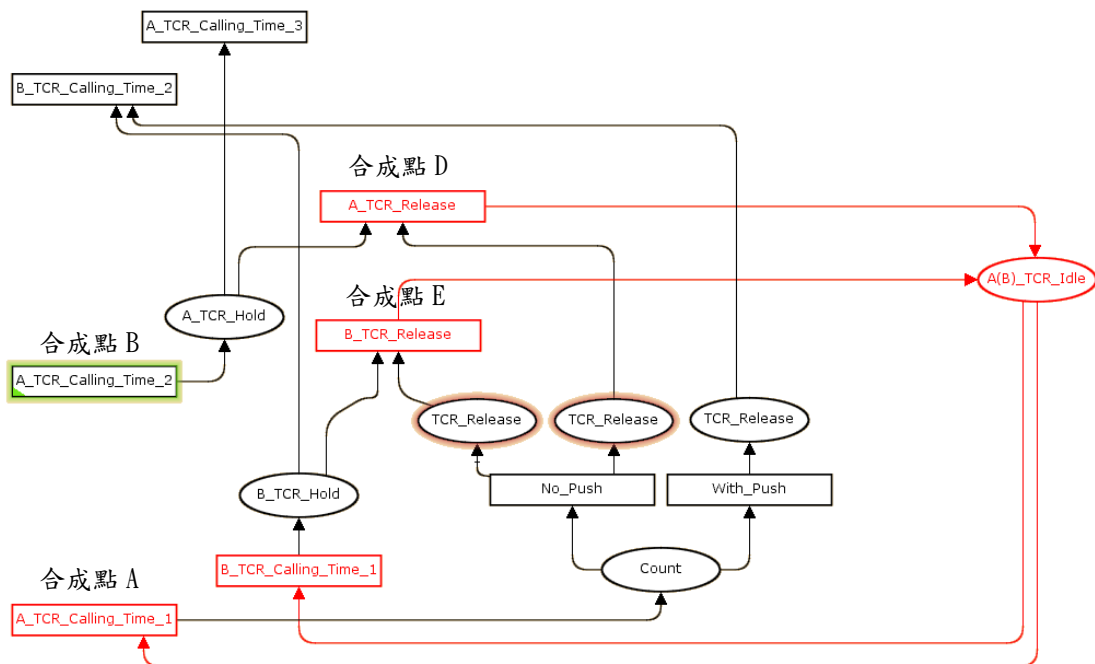 A_TCR_Calling_Time_3
B_TCR_Calling_Time_2
合成點 D
A_TCR_Release
A(B)_TCR_Idle
合成點 E
A_TCR_Hold
B_TCR_Release
合成點 B
A_TCR_Calling_Time_2
TCR_Release
TCR_Release
TCR_Release
No_Push
With_Push
B_TCR_Hold
B_TCR_Calling_Time_1
Count
合成點 A
A_TCR_Calling_Time_1